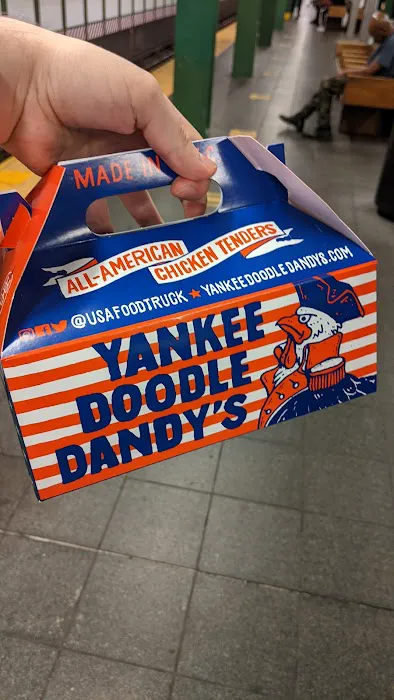 MADE IN
ALL-AMERICAN
CHICKEN TENDERS
@USAFOODTRUCK ★ YANKEEDOODLEDANDYS.COM
YANKEE
DOODLE
DANDY'S